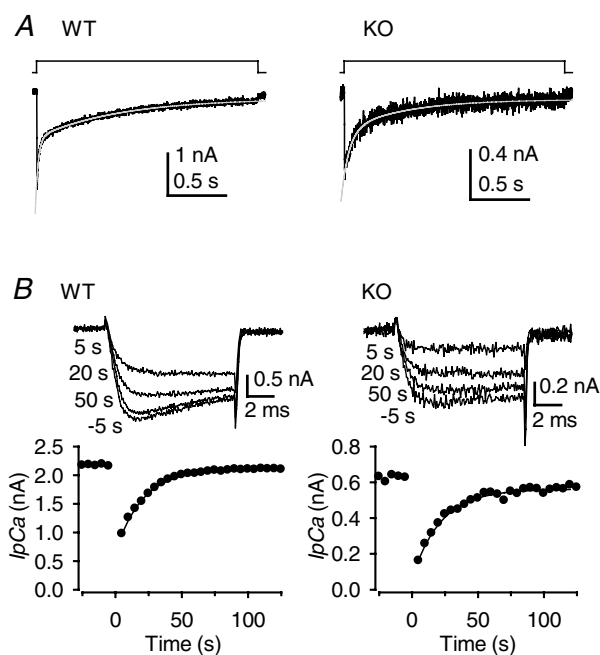 A WT KO
1 nA
0.5 s
0.4 nA
0.5 s
B WT KO
5 s
20 s
50 s
-5 s
0.5 nA
2 ms
5 s
20 s
50 s
-5 s
0.2 nA
2 ms
IpCa (nA)
2.5
2.0
1.5
1.0
0.5
0.0
0 50 100
Time (s)
IpCa (nA)
0.8
0.6
0.4
0.2
0.0
0 50 100
Time (s)